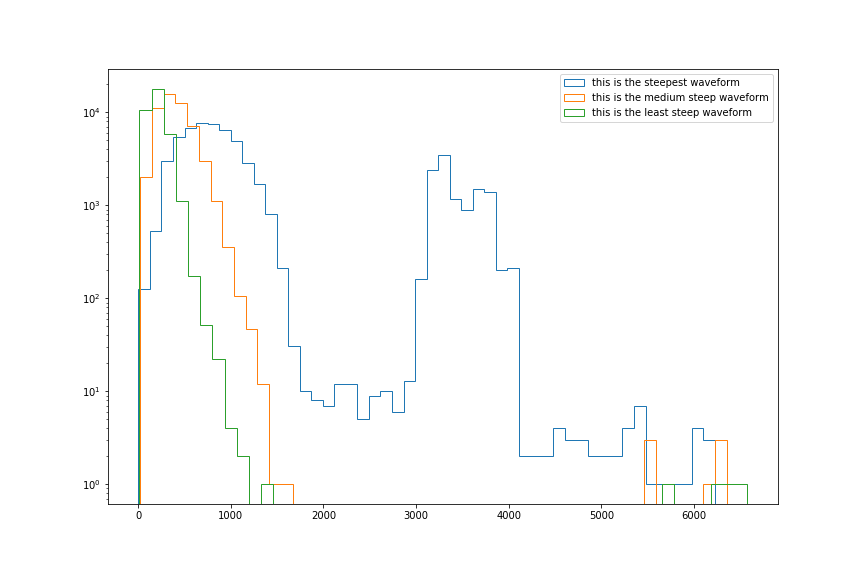 this is the steepest waveform
this is the medium steep waveform
this is the least steep waveform
10⁴
10³
10²
10¹
10⁰
0 1000 2000 3000 4000 5000 6000